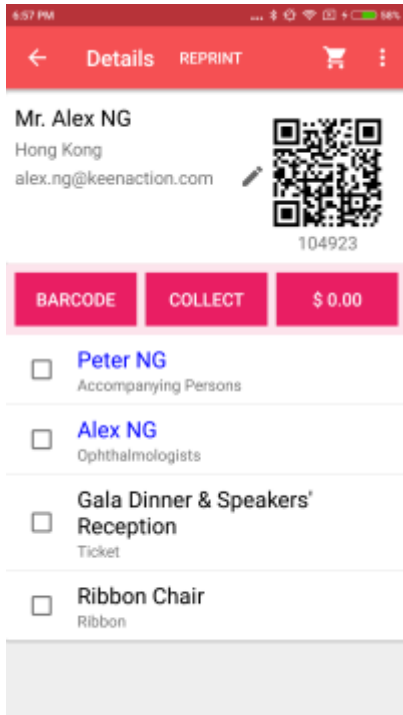 6:57 PM ... 58%
Details REPRINT
Mr. Alex NG
Hong Kong
alex.ng@keenaction.com
104923
BARCODE COLLECT $ 0.00
Peter NG
Accompanying Persons
Alex NG
Ophthalmologists
Gala Dinner & Speakers'
Reception
Ticket
Ribbon Chair
Ribbon